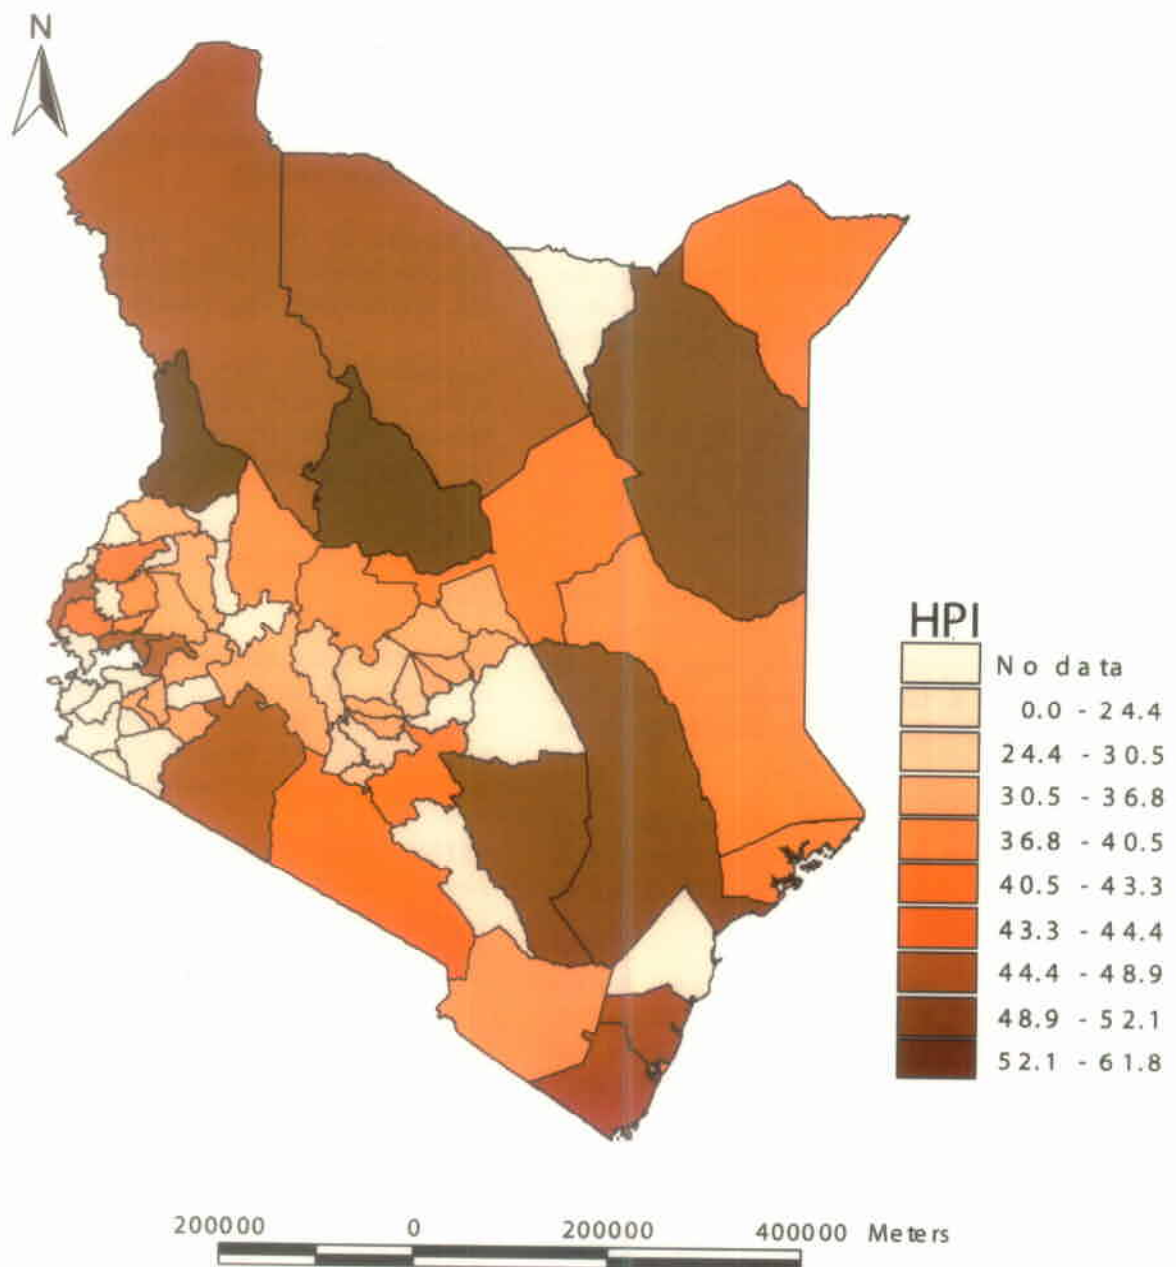 N
HPI
No data
0.0 - 24.4
24.4 - 30.5
30.5 - 36.8
36.8 - 40.5
40.5 - 43.3
43.3 - 44.4
44.4 - 48.9
48.9 - 52.1
52.1 - 61.8
200000 0 200000 400000 Meters